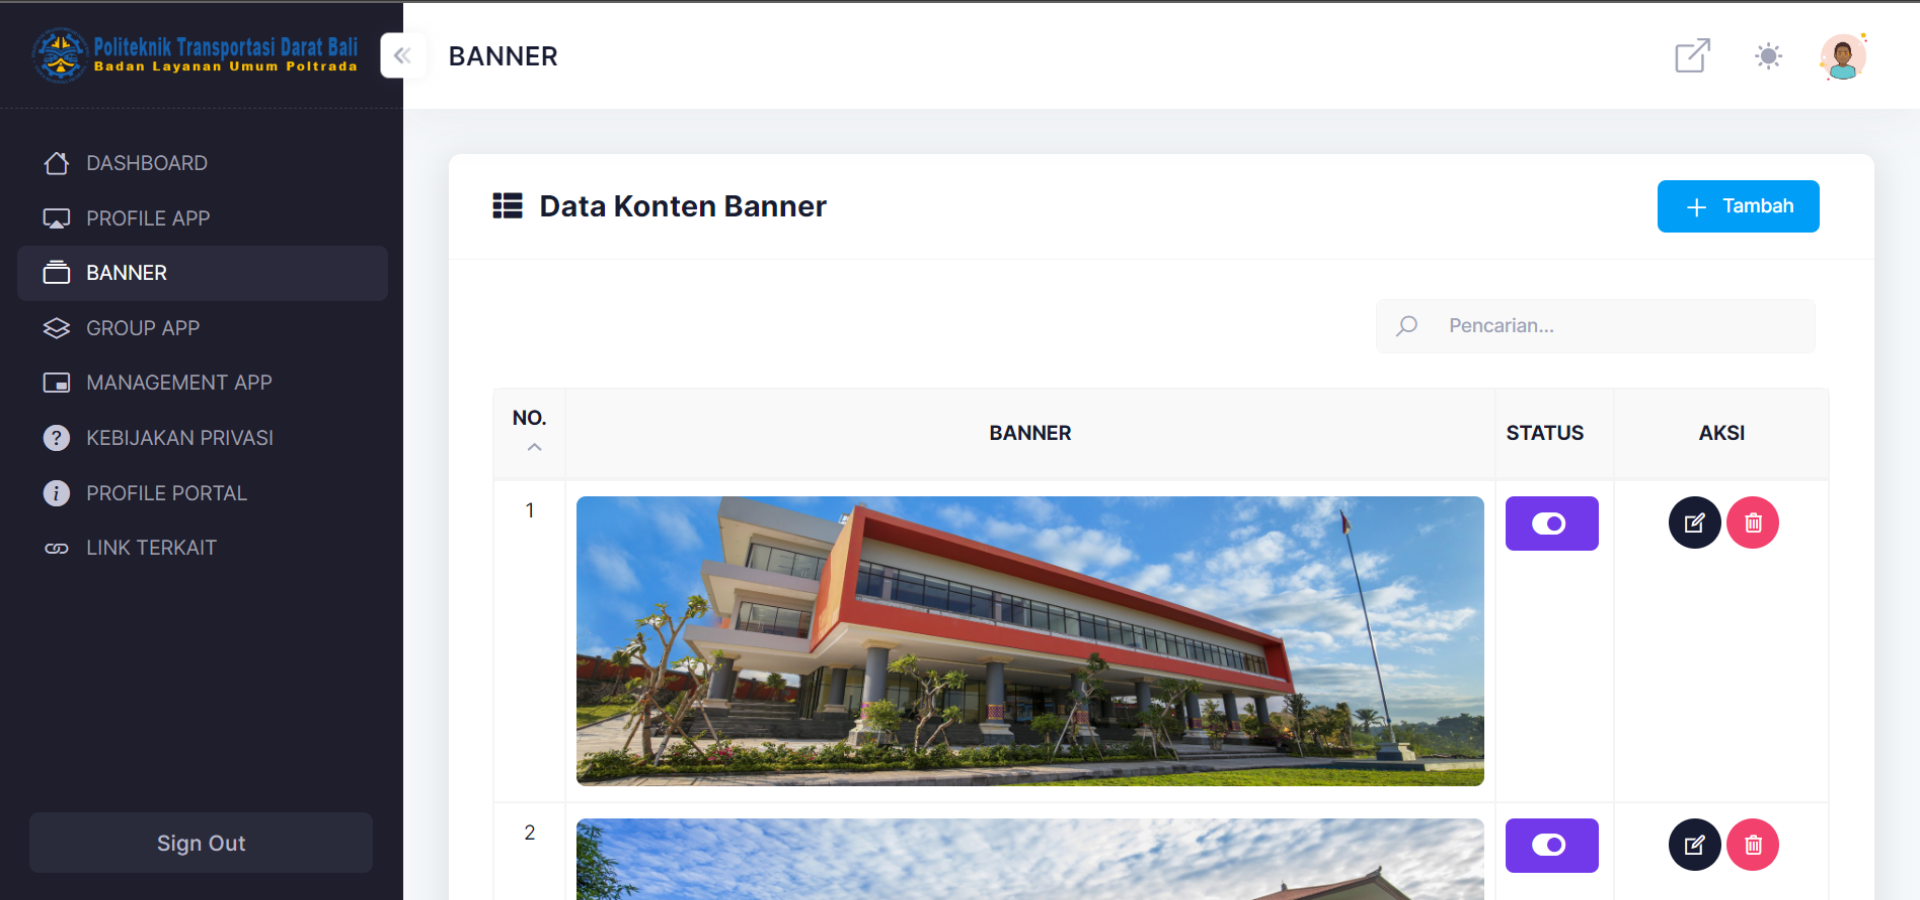 Politeknik Transportasi Darat Bali
Badan Layanan Umum Poltrada
BANNER
DASHBOARD
PROFILE APP
BANNER
GROUP APP
MANAGEMENT APP
KEBIJAKAN PRIVASI
PROFILE PORTAL
LINK TERKAIT
Sign Out
Data Konten Banner
Tambah
Pencarian...
NO.
BANNER
STATUS
AKSI
1
2